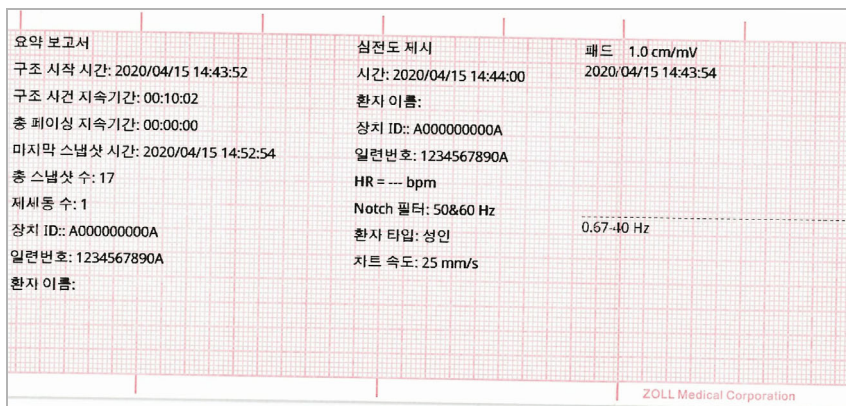 요약 보고서
구조 시작 시간: 2020/04/15 14:43:52
구조 사건 지속기간: 00:10:02
총 페이싱 지속기간: 00:00:00
마지막 스냅샷 시간: 2020/04/15 14:52:54
총 스냅샷 수: 17
제세동 수: 1
장치 ID:: A000000000A
일련번호: 1234567890A
환자 이름:
심전도 제시
시간: 2020/04/15 14:44:00
환자 이름:
장치 ID:: A000000000A
일련번호: 1234567890A
HR = --- bpm
Notch 필터: 50&60 Hz
환자 타입: 성인
차트 속도: 25 mm/s
패드 1.0 cm/mV
2020/04/15 14:43:54
0.67-40 Hz
ZOLL Medical Corporation